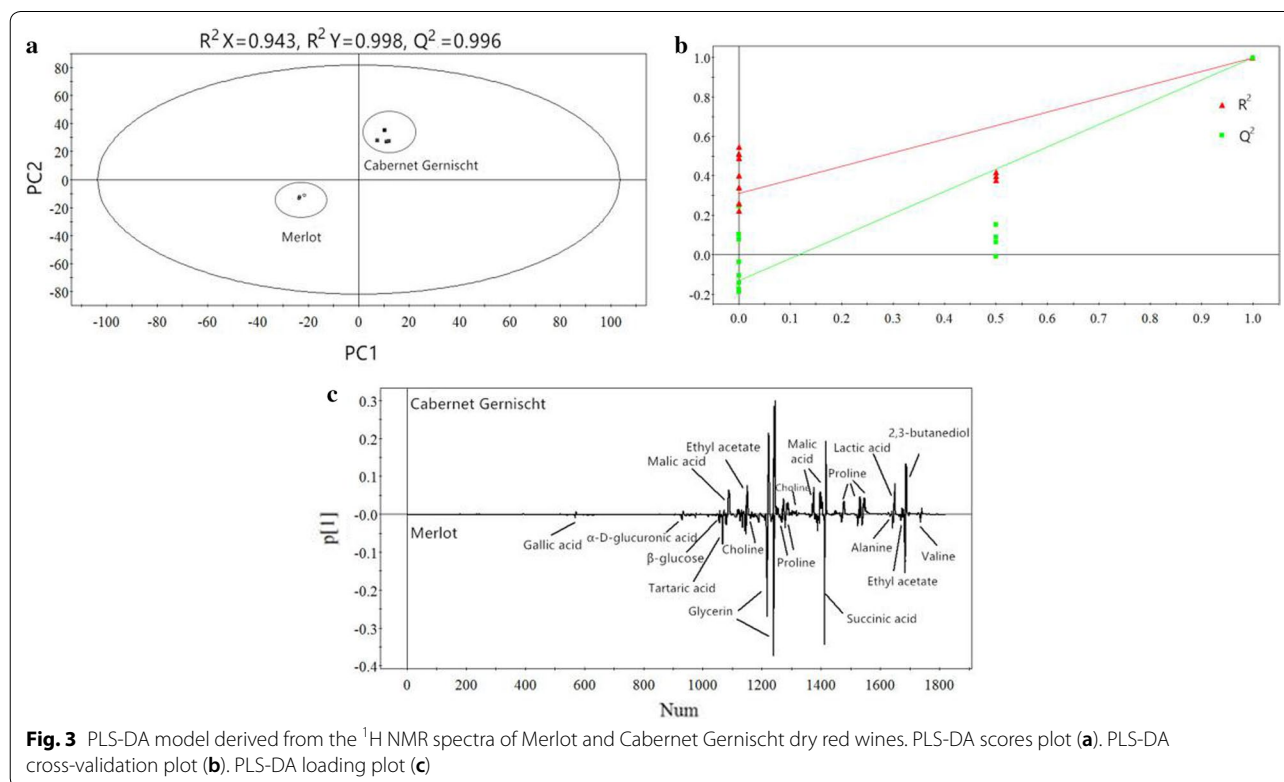 a
R² X=0.943, R² Y=0.998, Q² =0.996
80
60
40
20
0
-20
-40
-60
-80
PC2
Cabernet Gernischt
Merlot
-100 -80 -60 -40 -20 0 20 40 60 80 100
PC1
b
1.0
0.8
0.6
0.4
0.2
0.0
-0.2
R²
Q²
0.0 0.1 0.2 0.3 0.4 0.5 0.6 0.7 0.8 0.9 1.0
c
0.3
0.2
0.1
-0.0
-0.1
-0.2
-0.3
-0.4
p[1]
Cabernet Gernischt
Ethyl acetate
Malic acid
Choline
Malic
acid
Proline
Lactic acid
2,3-butanediol
Merlot
Gallic acid
α-D-glucuronic acid
β-glucose
Tartaric acid
Choline
Glycerin
Proline
Succinic acid
Alanine
Ethyl acetate
Valine
0 200 400 600 800 1000 1200 1400 1600 1800
Num
Fig. 3 PLS-DA model derived from the ¹H NMR spectra of Merlot and Cabernet Gernischt dry red wines. PLS-DA scores plot (a). PLS-DA
cross-validation plot (b). PLS-DA loading plot (c)